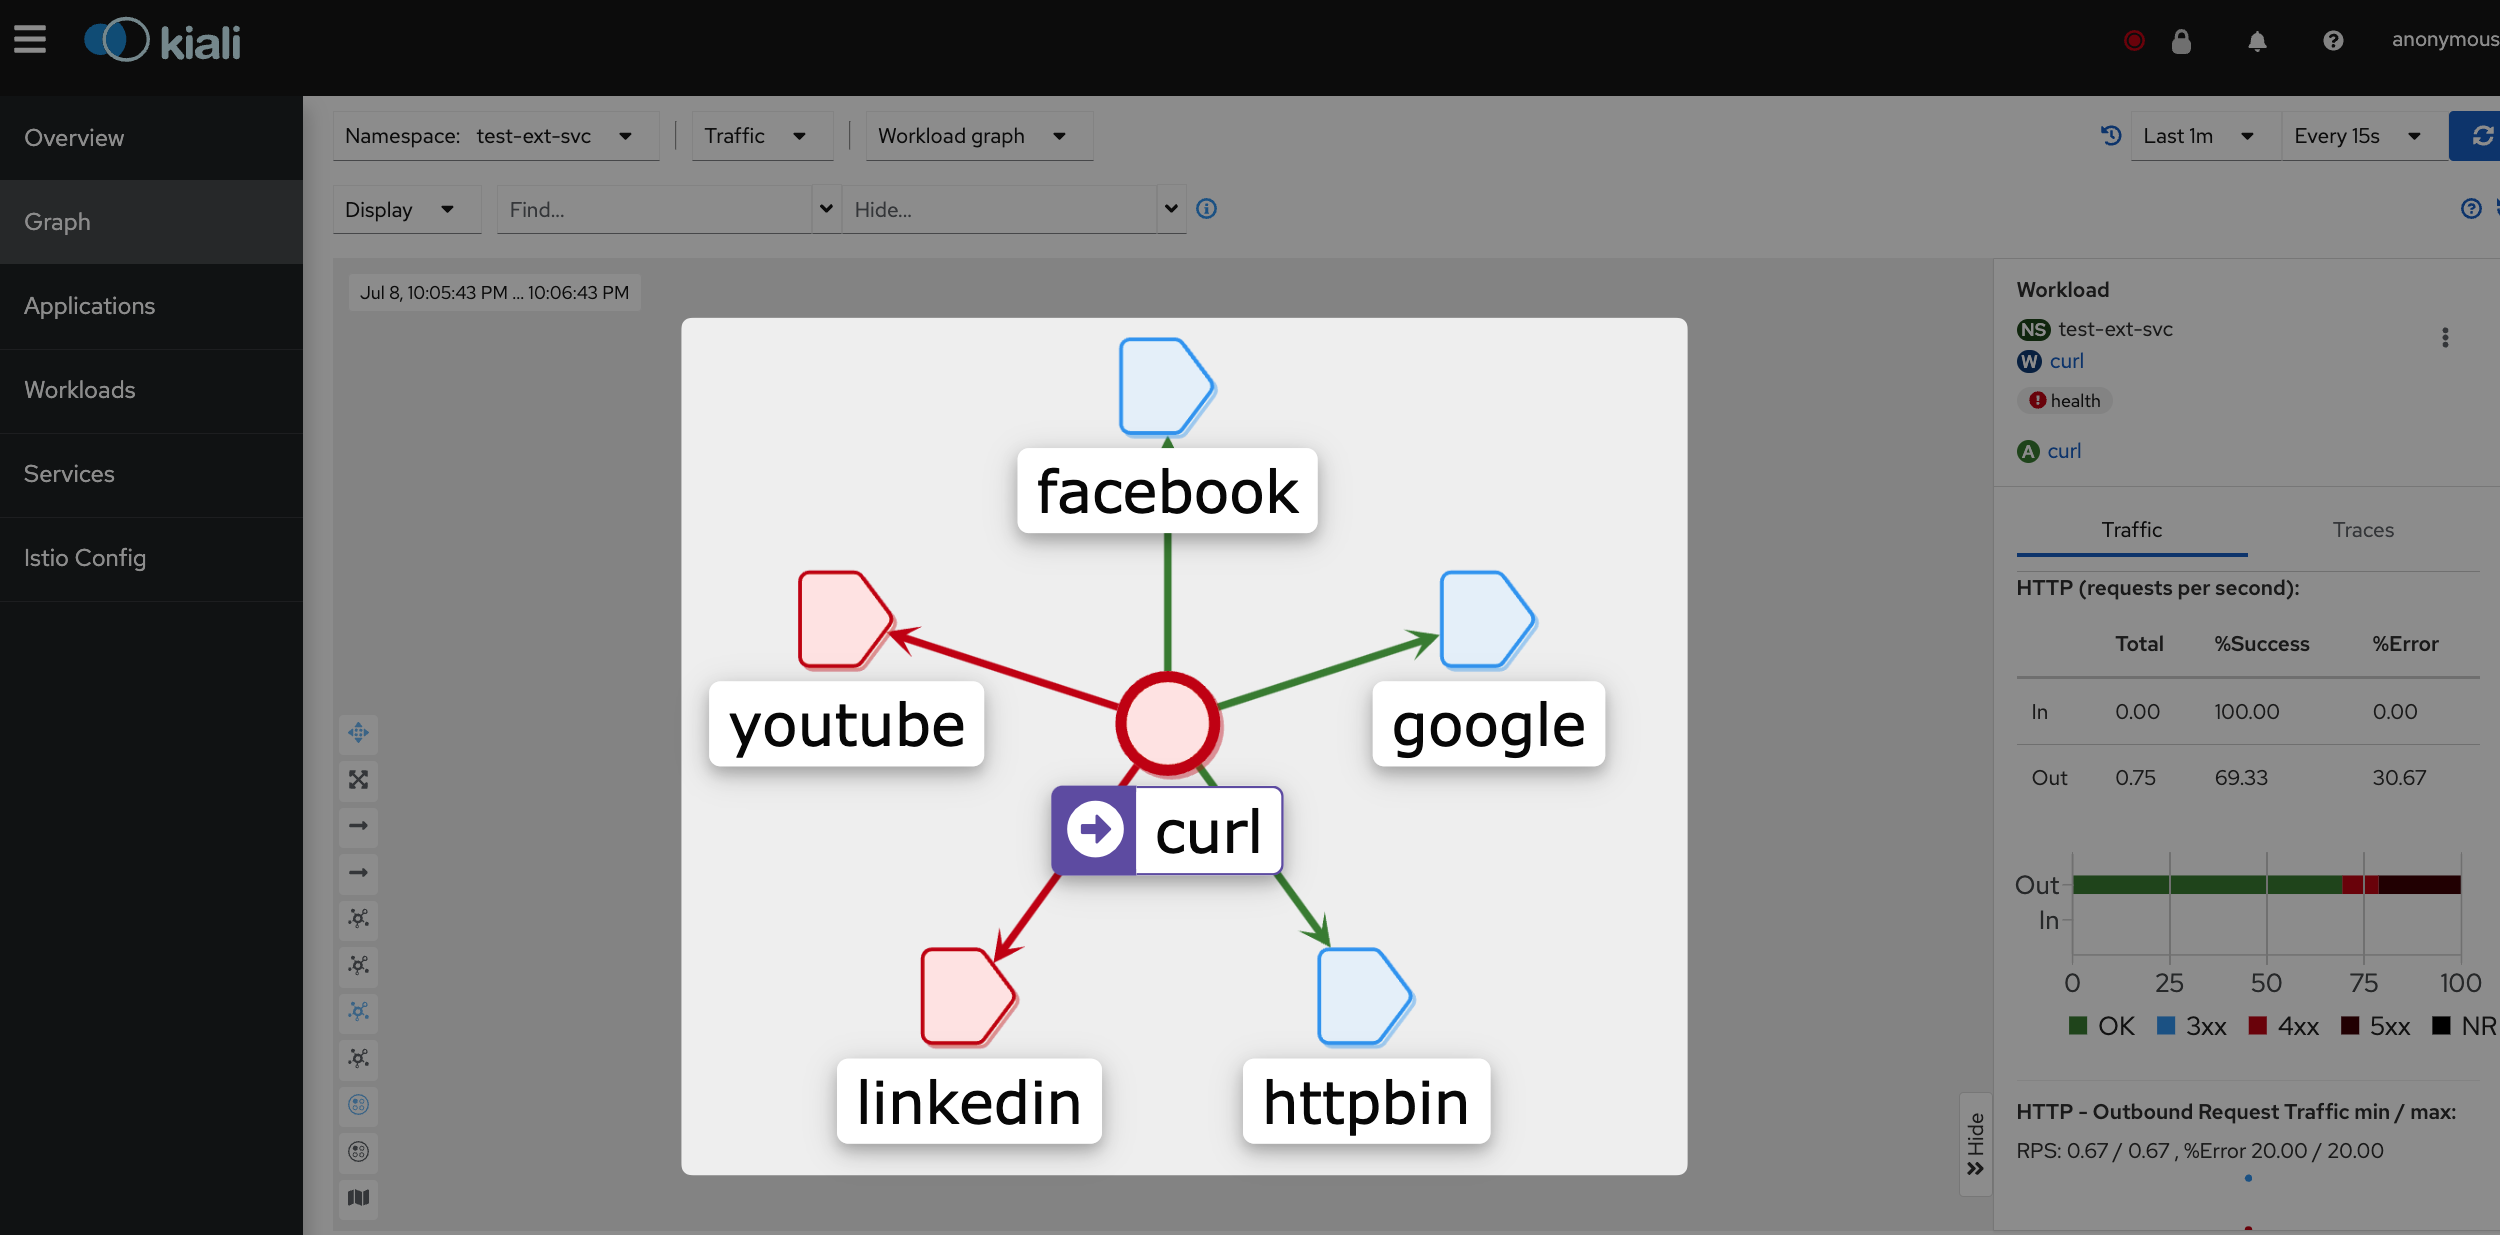 kiali
anonymous
Overview
Graph
Applications
Workloads
Services
Istio Config
Namespace: test-ext-svc
Traffic
Workload graph
Last 1m
Every 15s
Display
Find...
Hide...
Jul 8, 10:05:43 PM ... 10:06:43 PM
facebook
youtube
google
curl
linkedin
httpbin
Hide
Workload
NS test-ext-svc
W curl
health
A curl
Traffic Traces
HTTP (requests per second):
Total %Success %Error
In 0.00 100.00 0.00
Out 0.75 69.33 30.67
Out
In
0 25 50 75 100
OK 3xx 4xx 5xx NR
HTTP - Outbound Request Traffic min / max:
RPS: 0.67 / 0.67 , %Error 20.00 / 20.00